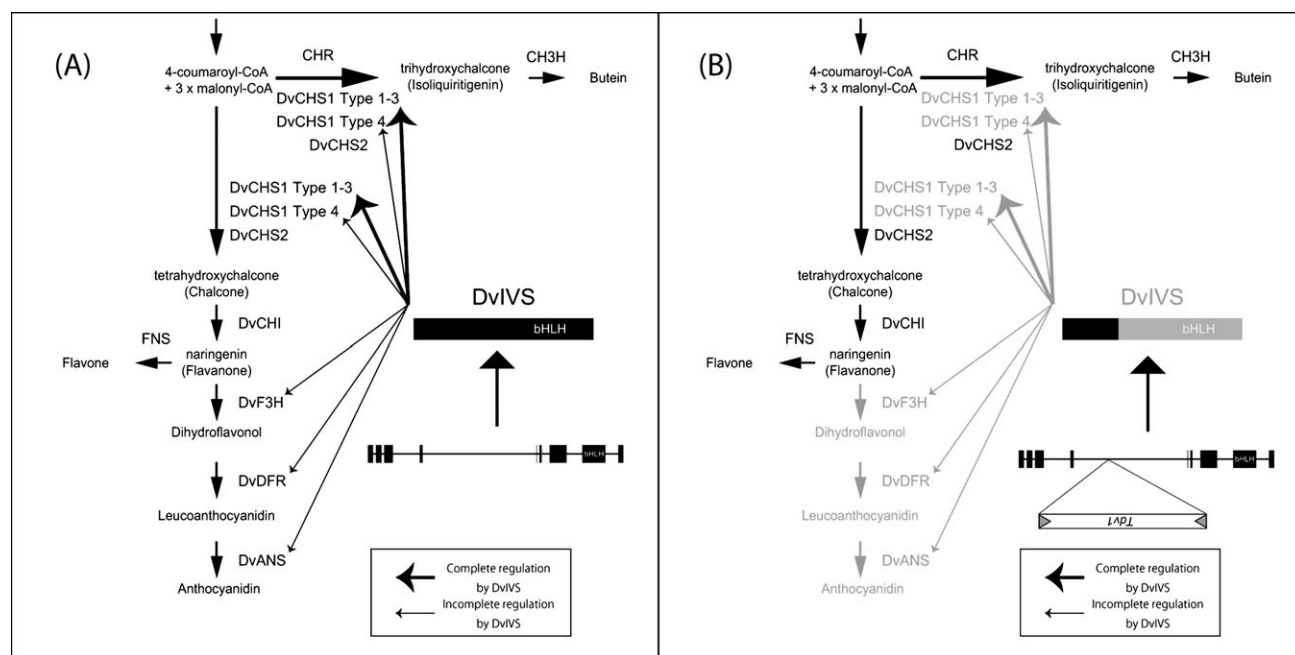 (A)
4-coumaroyl-CoA
+ 3 x malonyl-CoA
CHR
trihydroxychalcone
(Isoliquiritigenin)
CH3H
Butein
DvCHS1 Type 1-3
DvCHS1 Type 4
DvCHS2
DvCHS1 Type 1-3
DvCHS1 Type 4
DvCHS2
tetrahydroxychalcone
(Chalcone)
DvIVS
bHLH
DvCHI
FNS
Flavone
naringenin
(Flavanone)
DvF3H
Dihydroflavonol
bHLH
DvDFR
Leucoanthocyanidin
DvANS
Anthocyanidin
Complete regulation
by DvIVS
Incomplete regulation
by DvIVS
(B)
4-coumaroyl-CoA
+ 3 x malonyl-CoA
CHR
trihydroxychalcone
(Isoliquiritigenin)
CH3H
Butein
DvCHS1 Type 1-3
DvCHS1 Type 4
DvCHS2
DvCHS1 Type 1-3
DvCHS1 Type 4
DvCHS2
tetrahydroxychalcone
(Chalcone)
DvIVS
bHLH
DvCHI
FNS
Flavone
naringenin
(Flavanone)
DvF3H
Dihydroflavonol
bHLH
DvDFR
Leucoanthocyanidin
Tdv1
DvANS
Anthocyanidin
Complete regulation
by DvIVS
Incomplete regulation
by DvIVS